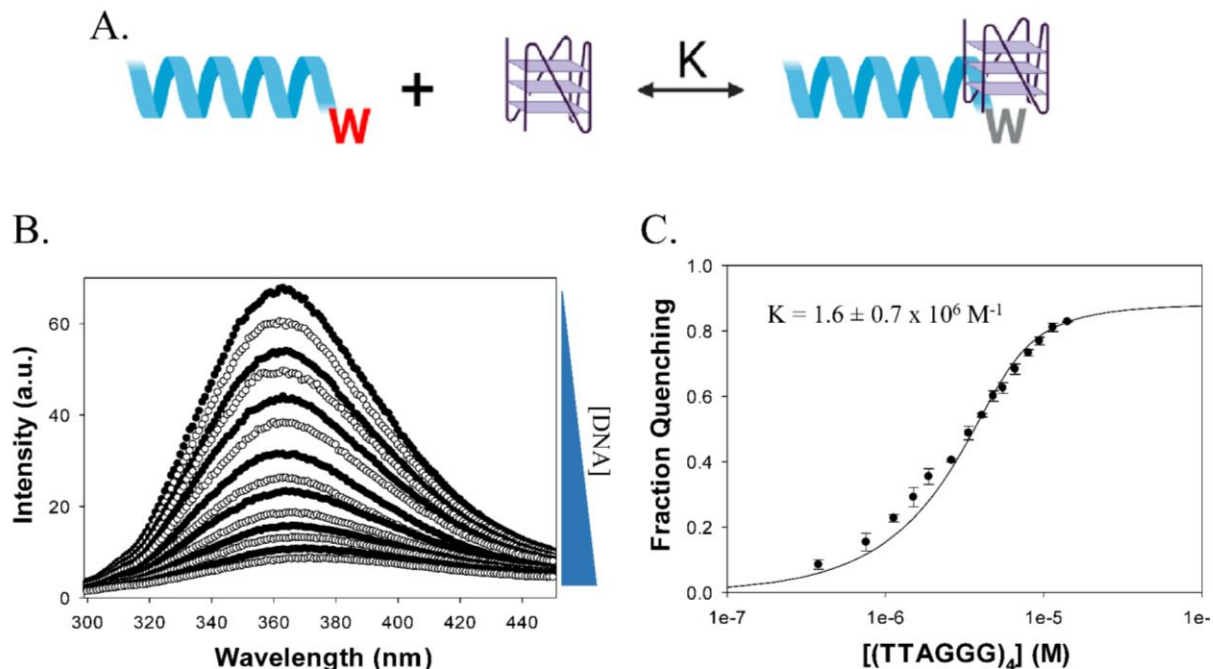 A.
W
+
K
W
B.
60
40
20
0
Intensity (a.u.)
300 320 340 360 380 400 420 440
Wavelength (nm)
[DNA]
C.
1.0
0.8
0.6
0.4
0.2
0.0
Fraction Quenching
K = 1.6 ± 0.7 x 10⁶ M⁻¹
1e-7 1e-6 1e-5 1e-
[(TTAGGG)₄] (M)